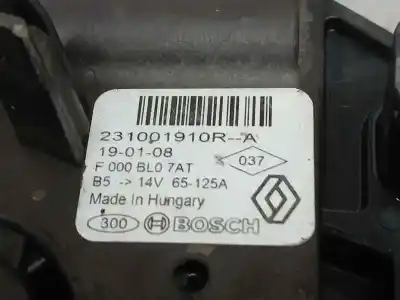 231001910R--A
19-01-08
037
F 000 BL0 7AT
B5 -> 14V 65-125A
Made In Hungary
300 BOSCH